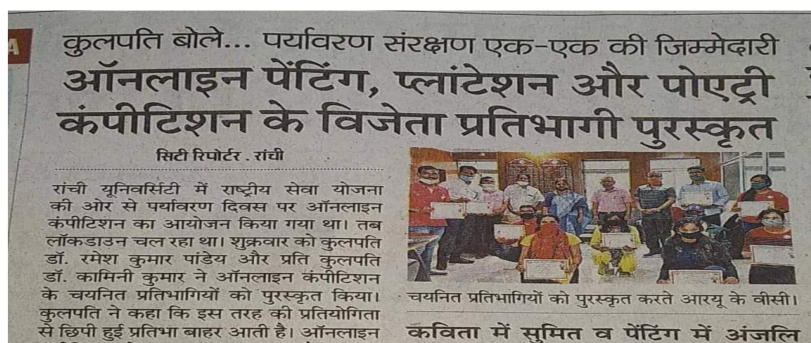 कुलपति बोले... पर्यावरण संरक्षण एक-एक की जिम्मेदारी
ऑनलाइन पेंटिंग, प्लांटेशन और पोएट्री
कंपीटिशन के विजेता प्रतिभागी पुरस्कृत
सिटी रिपोर्टर . रांची
रांची यूनिवर्सिटी में राष्ट्रीय सेवा योजना
की ओर से पर्यावरण दिवस पर ऑनलाइन
कंपीटिशन का आयोजन किया गया था। तब
लॉकडाउन चल रहा था। शुक्रवार को कुलपति
डॉ. रमेश कुमार पांडेय और प्रति कुलपति
डॉ. कामिनी कुमार ने ऑनलाइन कंपीटिशन
के चयनित प्रतिभागियों को पुरस्कृत किया।
कुलपति ने कहा कि इस तरह की प्रतियोगिता
से छिपी हुई प्रतिभा बाहर आती है। ऑनलाइन
चयनित प्रतिभागियों को पुरस्कृत करते आरयू के वीसी।
कविता में सुमित व पेंटिंग में अंजलि